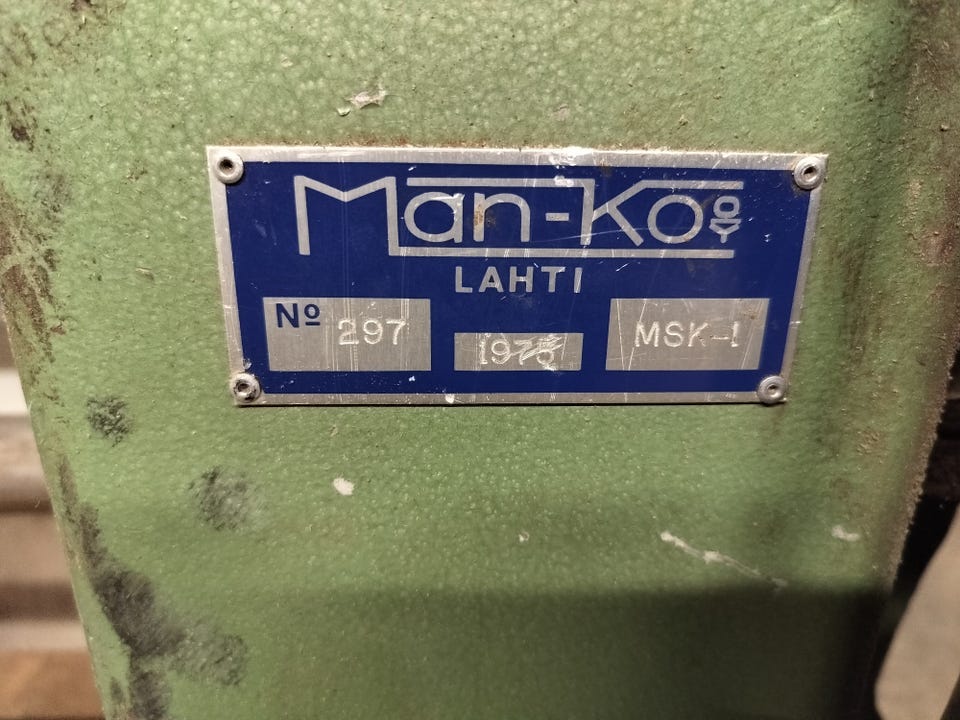 Man-Ko OY
LAHTI
Nº 297
1975
MSK-1